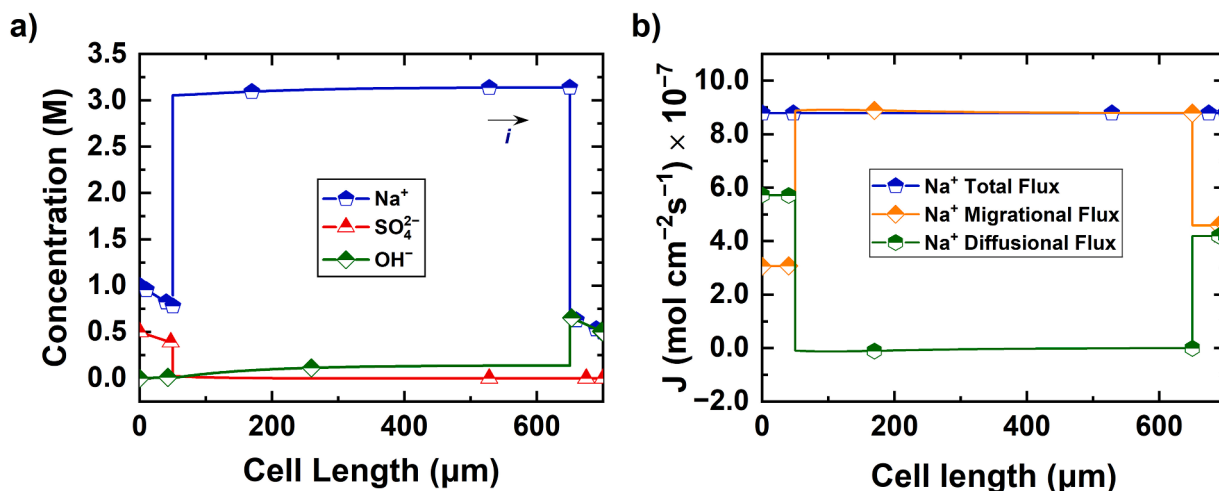 a)
Concentration (M)
3.5
3.0
2.5
2.0
1.5
1.0
0.5
0.0
i
Na⁺
SO₄²⁻
OH⁻
0
200
400
600
Cell Length (µm)
b)
J (mol cm⁻²s⁻¹) × 10⁻⁷
10.0
8.0
6.0
4.0
2.0
0.0
−2.0
Na⁺ Total Flux
Na⁺ Migrational Flux
Na⁺ Diffusional Flux
0
200
400
600
Cell length (µm)